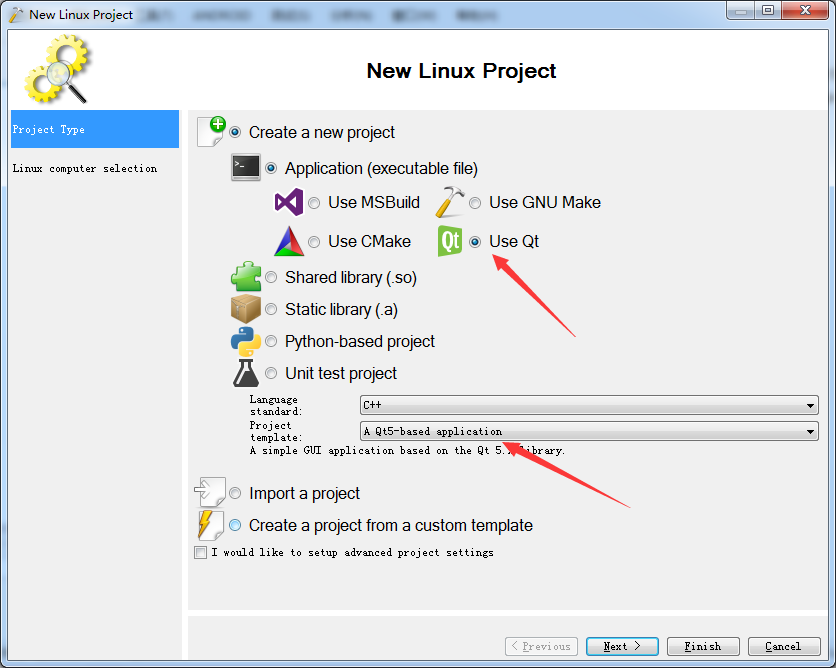 New Linux Project
New Linux Project
Project Type
Linux computer selection
Create a new project
Application (executable file)
Use MSBuild
Use GNU Make
Use CMake
Qt
Use Qt
Shared library (.so)
Static library (.a)
Python-based project
Unit test project
Language
standard:
C++
Project
template:
A Qt5-based application
A simple GUI application based on the Qt 5. library.
Import a project
Create a project from a custom template
I would like to setup advanced project settings
< Previous
Next >
Finish
Cancel